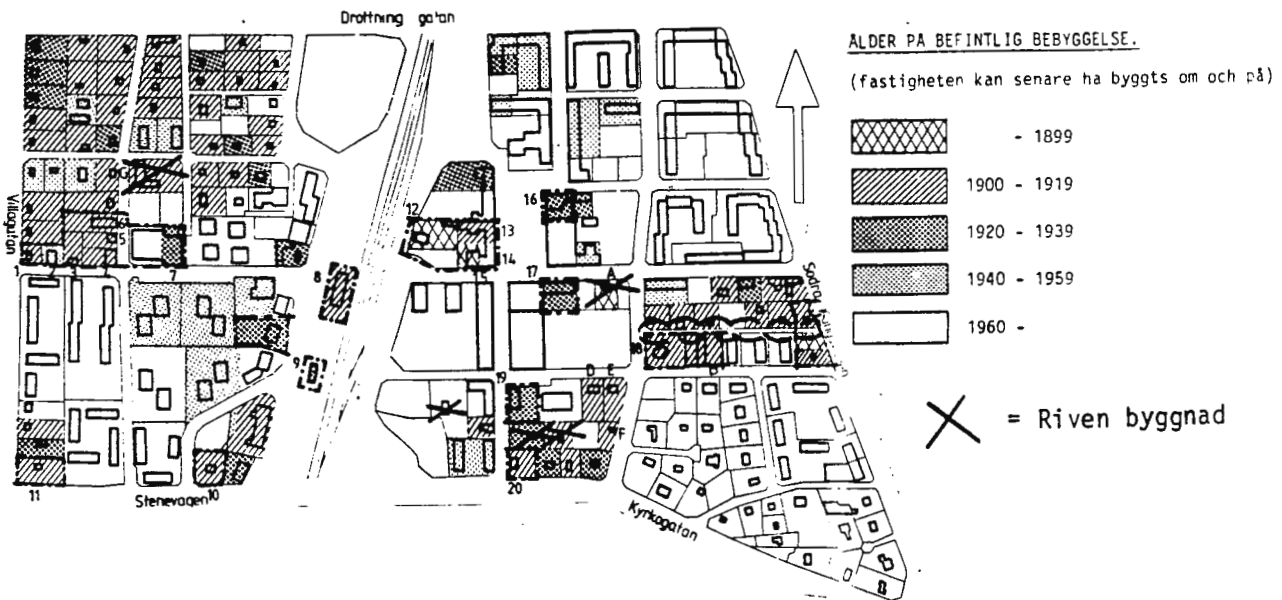 Drottning gatan
ÅLDER PÅ BEFINTLIG BEBYGGELSE.
(fastigheten kan senare ha byggts om och på)
- 1899
1900 - 1919
1920 - 1939
1940 - 1959
1960 -
= Riven byggnad
Villagatan
G
6
5
1
2
3
4
7
8
9
10
11
12
13
14
16
17
A
18
B
19
D E
F
20
Södra
Stenevägen
Kyrkogatan